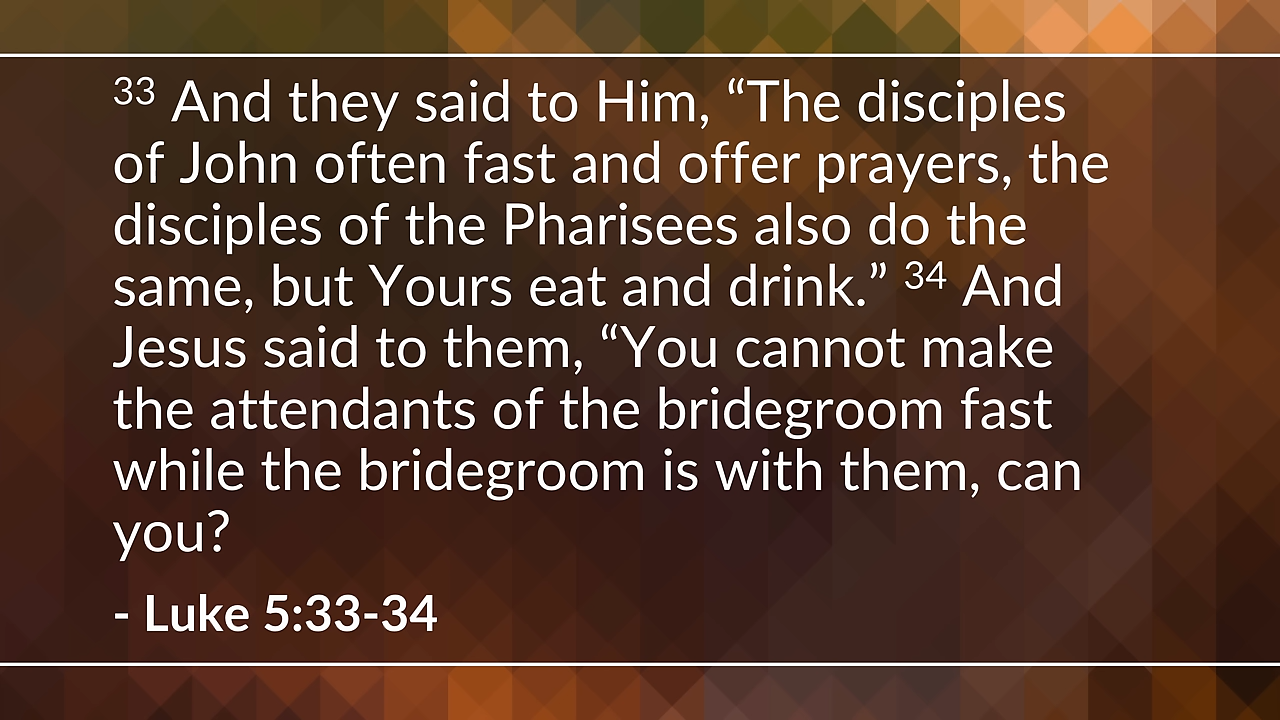 33 And they said to Him, “The disciples
of John often fast and offer prayers, the
disciples of the Pharisees also do the
same, but Yours eat and drink.” 34 And
Jesus said to them, “You cannot make
the attendants of the bridegroom fast
while the bridegroom is with them, can
you?
- Luke 5:33-34